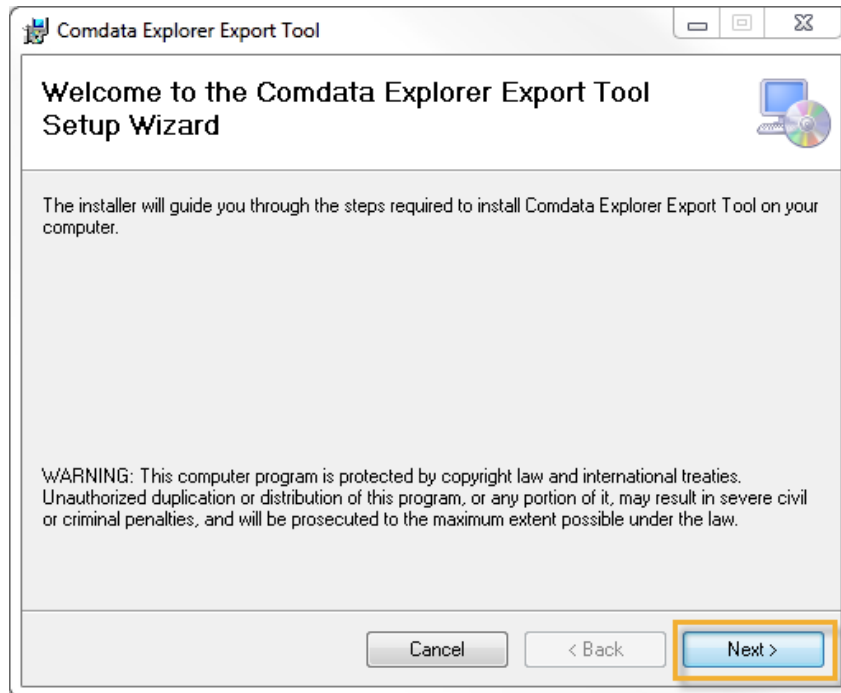 Comdata Explorer Export Tool
Welcome to the Comdata Explorer Export Tool
Setup Wizard
The installer will guide you through the steps required to install Comdata Explorer Export Tool on your
computer.
WARNING: This computer program is protected by copyright law and international treaties.
Unauthorized duplication or distribution of this program, or any portion of it, may result in severe civil
or criminal penalties, and will be prosecuted to the maximum extent possible under the law.
Cancel
< Back
Next >